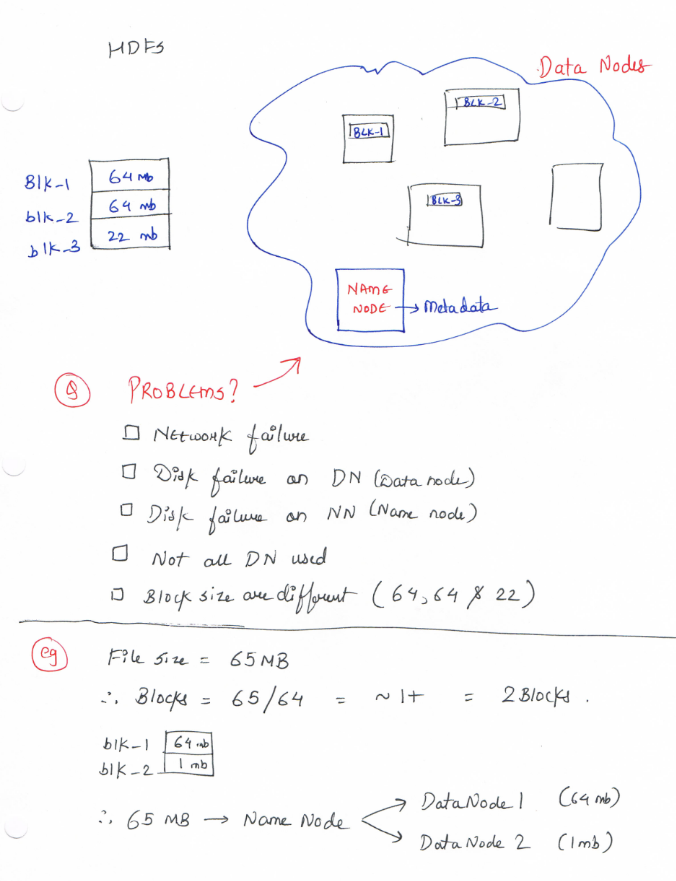 HDFS
Data Nodes
BLK-1
BLK-2
BLK-3
Blk-1 64 mb
blk-2 64 mb
blk-3 22 mb
NAME
NODE → Metadata
Q PROBLEMS?
□ Network failure
□ Disk failure on DN (Data node)
□ Disk failure on NN (Name node)
□ Not all DN used
□ Block size are different (64, 64 & 22)
eg File size = 65 MB
∴ Blocks = 65/64 = ~ 1+ = 2 Blocks.
blk-1 64 mb
blk-2 1 mb
∴ 65 MB → Name Node
→ DataNode 1 (64 mb)
→ Data Node 2 (1mb)